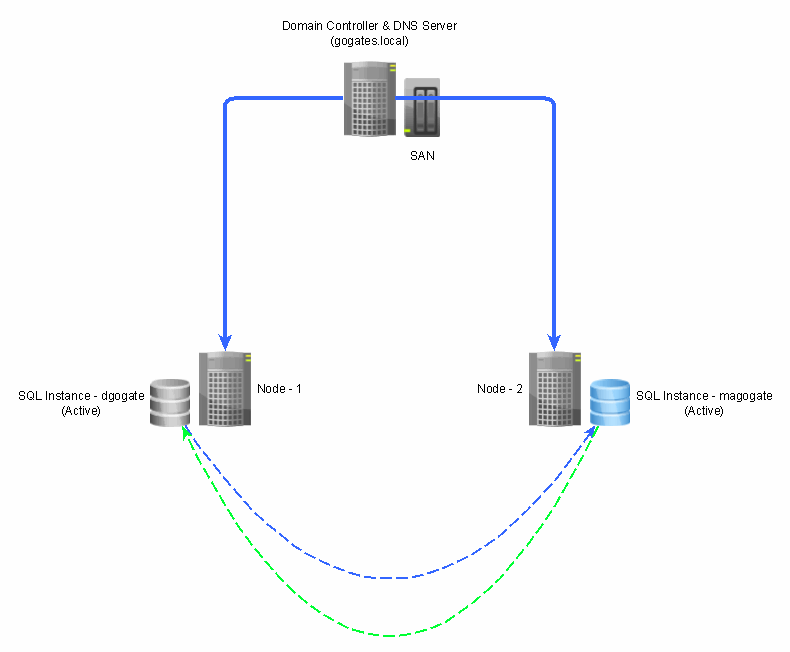 Domain Controller & DNS Server
(gogates.local)
SAN
Node - 1
SQL Instance - dgogate
(Active)
Node - 2
SQL Instance - magogate
(Active)